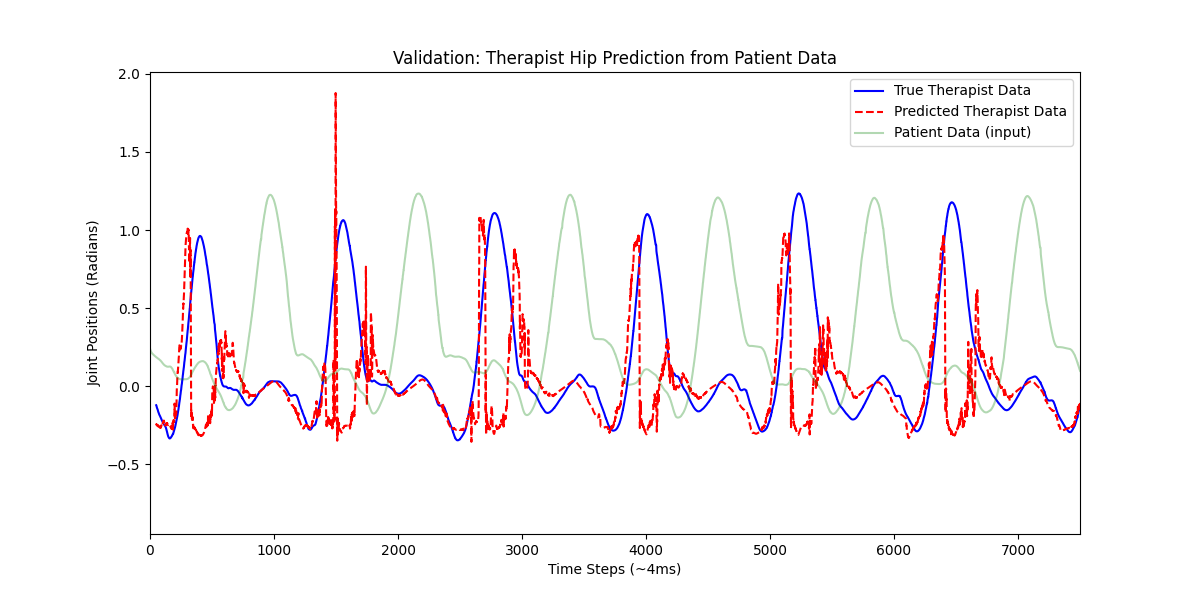 Validation: Therapist Hip Prediction from Patient Data
True Therapist Data
Predicted Therapist Data
Patient Data (input)
Joint Positions (Radians)
2.0
1.5
1.0
0.5
0.0
−0.5
0 1000 2000 3000 4000 5000 6000 7000
Time Steps (~4ms)